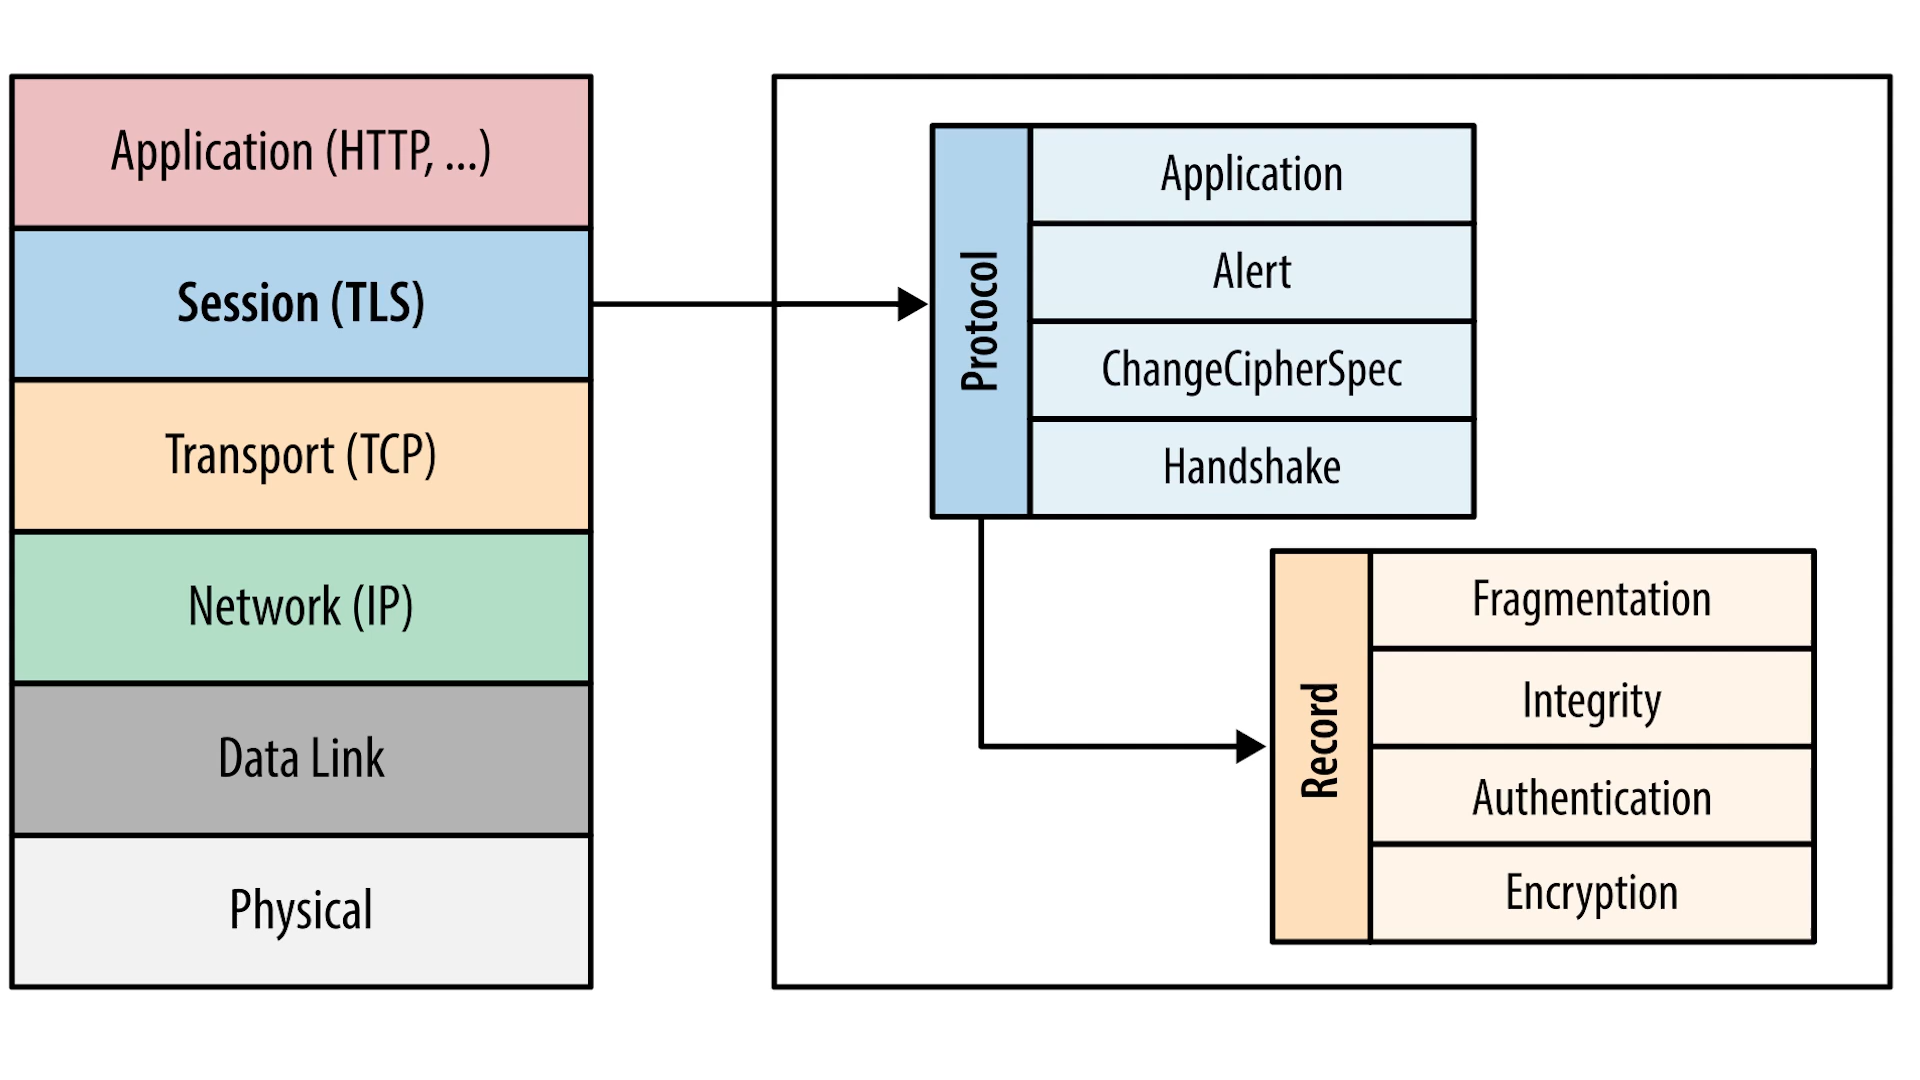 Application (HTTP, ...)
Session (TLS)
Transport (TCP)
Network (IP)
Data Link
Physical
Protocol
Application
Alert
ChangeCipherSpec
Handshake
Record
Fragmentation
Integrity
Authentication
Encryption